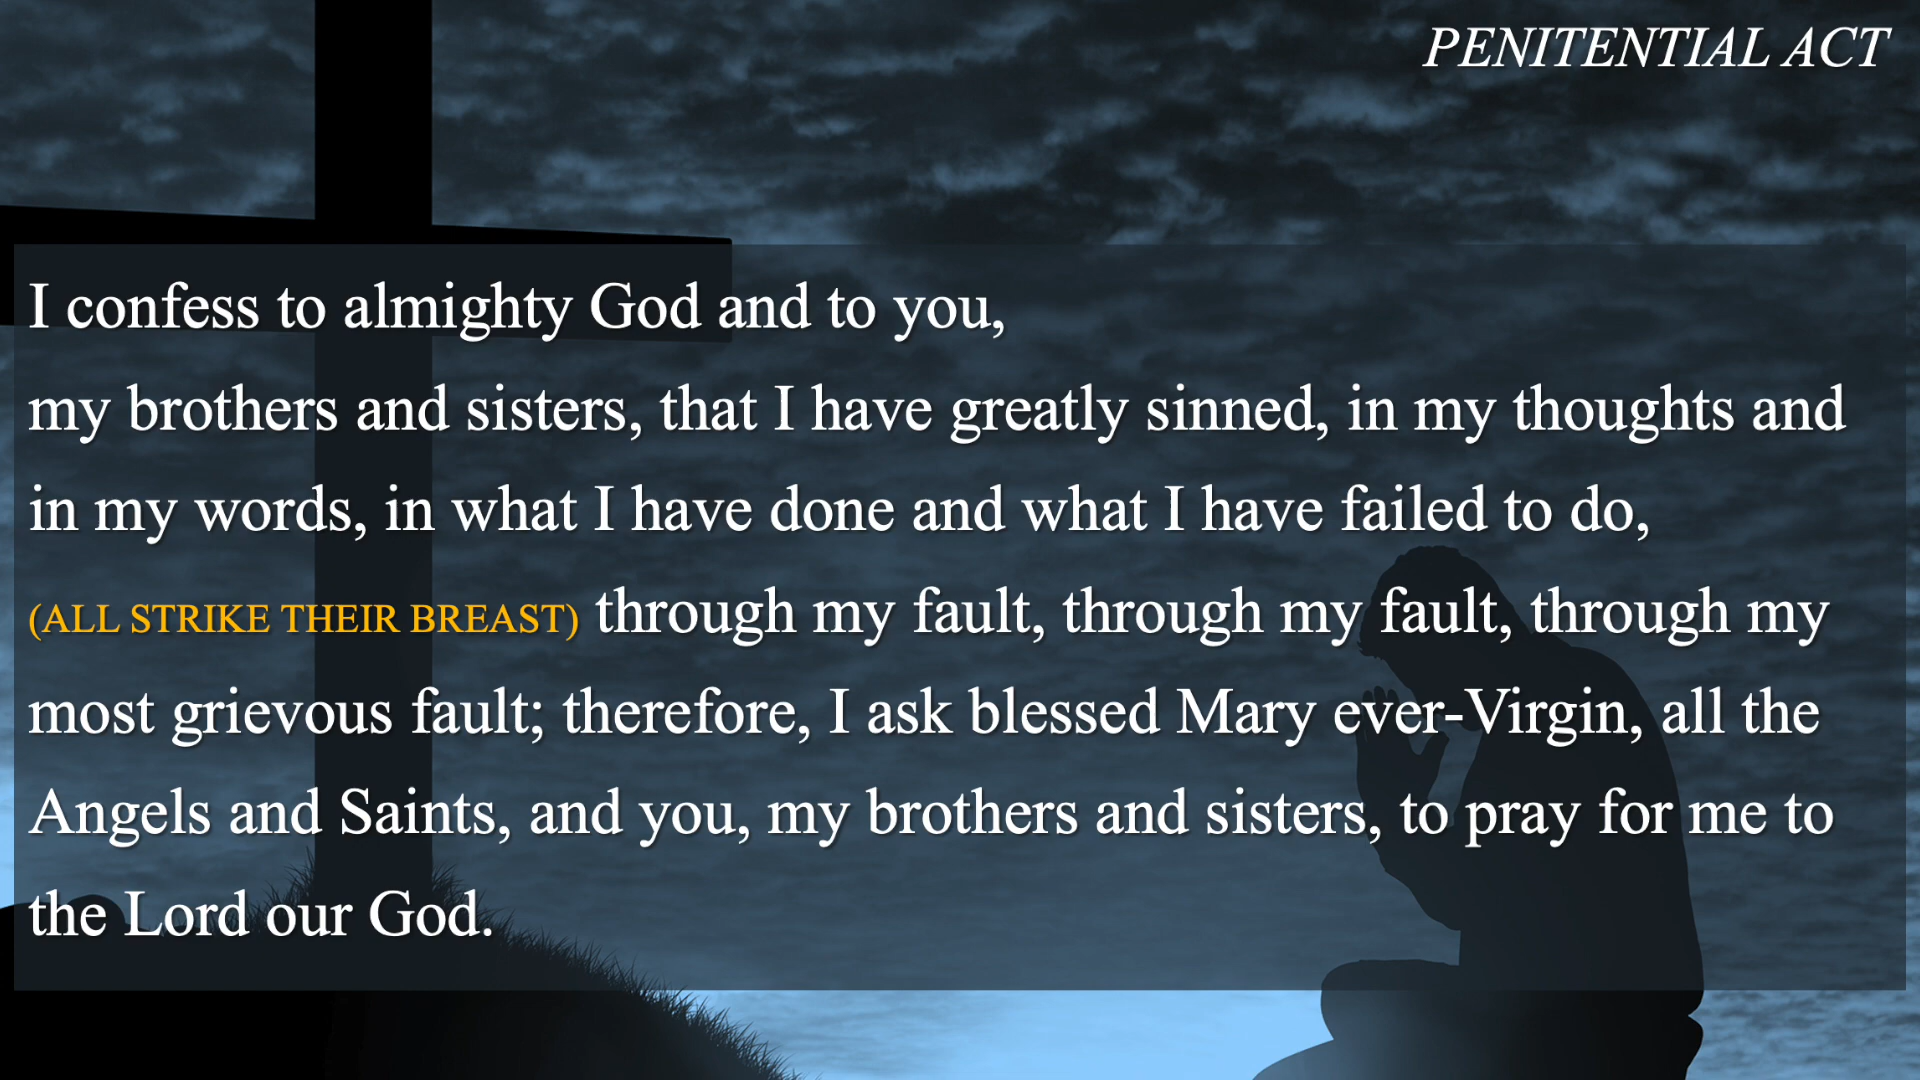 PENITENTIAL ACT
I confess to almighty God and to you,
my brothers and sisters, that I have greatly sinned, in my thoughts and
in my words, in what I have done and what I have failed to do,
(ALL STRIKE THEIR BREAST) through my fault, through my fault, through my
most grievous fault; therefore, I ask blessed Mary ever-Virgin, all the
Angels and Saints, and you, my brothers and sisters, to pray for me to
the Lord our God.